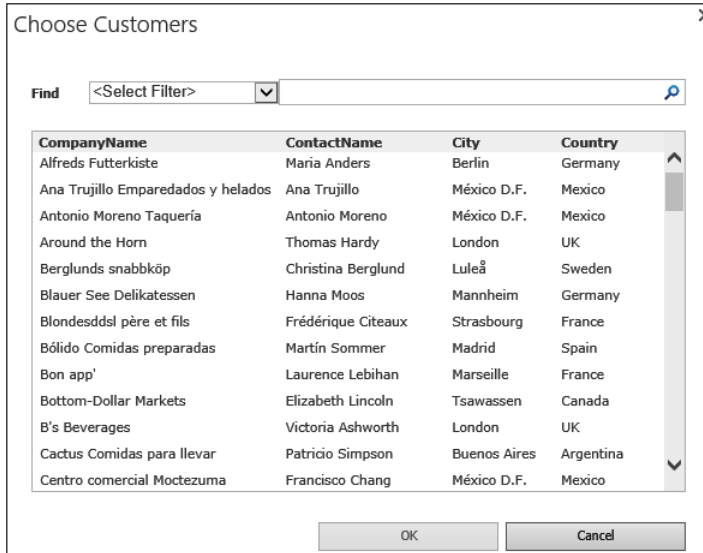 Choose Customers
Find <Select Filter>
CompanyName ContactName City Country
Alfreds Futterkiste Maria Anders Berlin Germany
Ana Trujillo Emparedados y helados Ana Trujillo México D.F. Mexico
Antonio Moreno Taquería Antonio Moreno México D.F. Mexico
Around the Horn Thomas Hardy London UK
Berglunds snabbköp Christina Berglund Luleå Sweden
Blauer See Delikatessen Hanna Moos Mannheim Germany
Blondesddsl père et fils Frédérique Citeaux Strasbourg France
Bólido Comidas preparadas Martín Sommer Madrid Spain
Bon app' Laurence Lebihan Marseille France
Bottom-Dollar Markets Elizabeth Lincoln Tsawassen Canada
B's Beverages Victoria Ashworth London UK
Cactus Comidas para llevar Patricio Simpson Buenos Aires Argentina
Centro comercial Moctezuma Francisco Chang México D.F. Mexico
OK Cancel